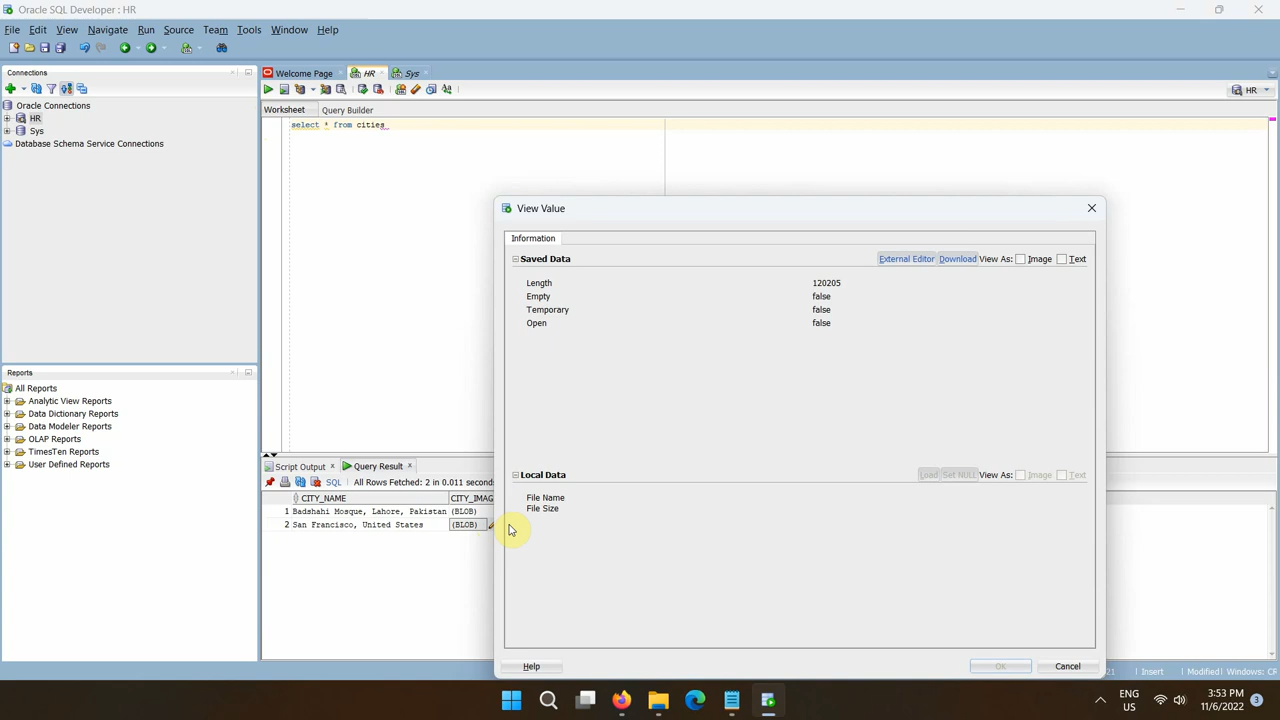 Oracle SQL Developer : HR
File Edit View Navigate Run Source Team Tools Window Help
Connections
Oracle Connections
HR
Sys
Database Schema Service Connections
Reports
All Reports
Analytic View Reports
Data Dictionary Reports
Data Modeler Reports
OLAP Reports
TimesTen Reports
User Defined Reports
Welcome Page HR Sys
HR
Worksheet Query Builder
select * from cities
View Value
Information
Saved Data External Editor Download View As: Image Text
Length 120205
Empty false
Temporary false
Open false
Local Data Load Set NULL View As: Image Text
File Name
File Size
Help OK Cancel
Script Output Query Result
SQL All Rows Fetched: 2 in 0.011 seconds
CITY_NAME CITY_IMAG
1 Badshahi Mosque, Lahore, Pakistan (BLOB)
2 San Francisco, United States (BLOB)
21 Insert Modified Windows: CF
ENG
US
3:53 PM
11/6/2022
3